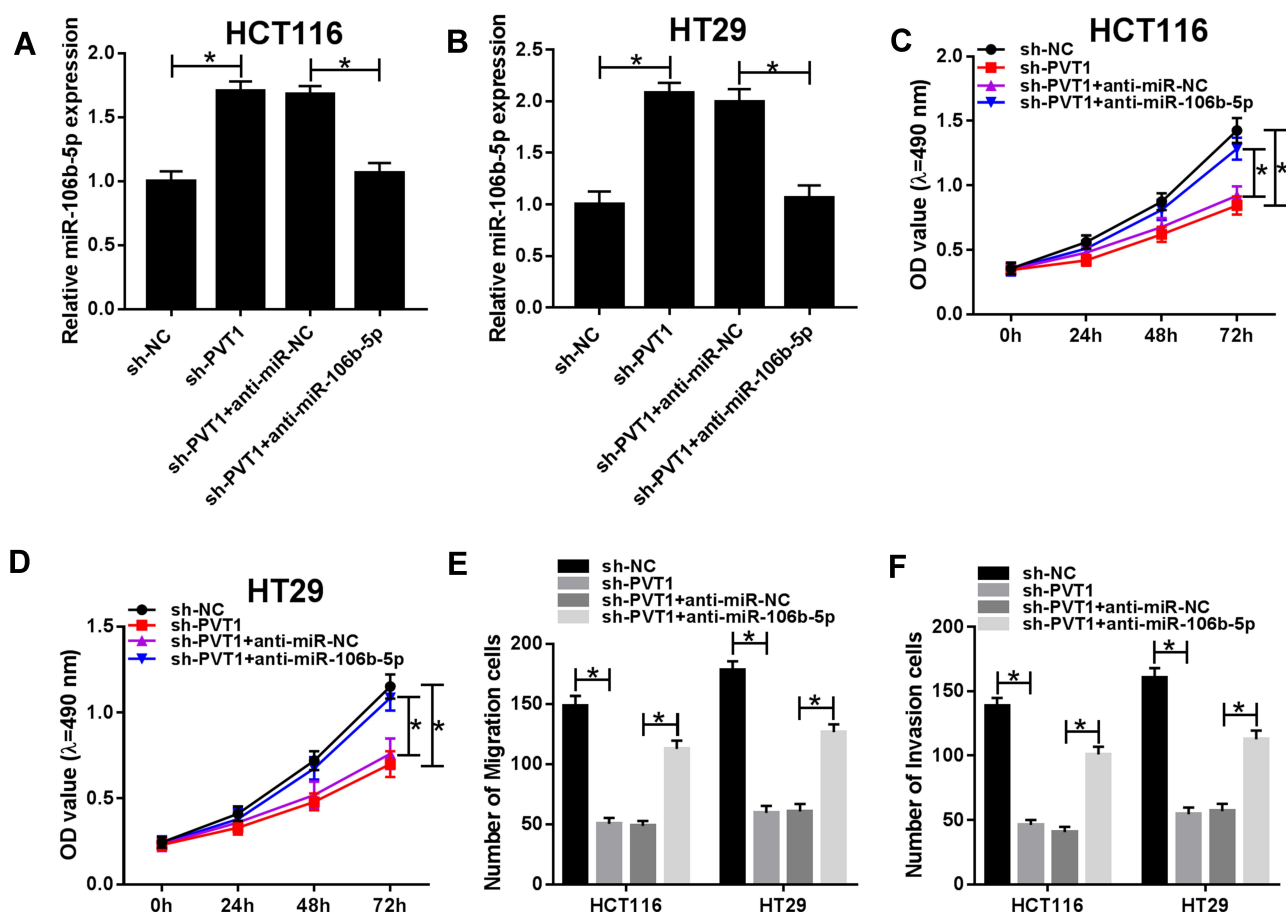 A
HCT116
Relative miR-106b-5p expression
2.0
1.5
1.0
0.5
0.0
*
*
sh-NC
sh-PVT1
sh-PVT1+anti-miR-NC
sh-PVT1+anti-miR-106b-5p
B
HT29
Relative miR-106b-5p expression
2.5
2.0
1.5
1.0
0.5
0.0
*
*
sh-NC
sh-PVT1
sh-PVT1+anti-miR-NC
sh-PVT1+anti-miR-106b-5p
C
HCT116
sh-NC
sh-PVT1
sh-PVT1+anti-miR-NC
sh-PVT1+anti-miR-106b-5p
OD value (λ=490 nm)
2.0
1.5
1.0
0.5
0.0
*
*
0h 24h 48h 72h
D
HT29
sh-NC
sh-PVT1
sh-PVT1+anti-miR-NC
sh-PVT1+anti-miR-106b-5p
OD value (λ=490 nm)
1.5
1.0
0.5
0.0
*
*
0h 24h 48h 72h
E
sh-NC
sh-PVT1
sh-PVT1+anti-miR-NC
sh-PVT1+anti-miR-106b-5p
Number of Migration cells
200
150
100
50
0
*
*
*
*
HCT116 HT29
F
sh-NC
sh-PVT1
sh-PVT1+anti-miR-NC
sh-PVT1+anti-miR-106b-5p
Number of Invasion cells
200
150
100
50
0
*
*
*
*
HCT116 HT29